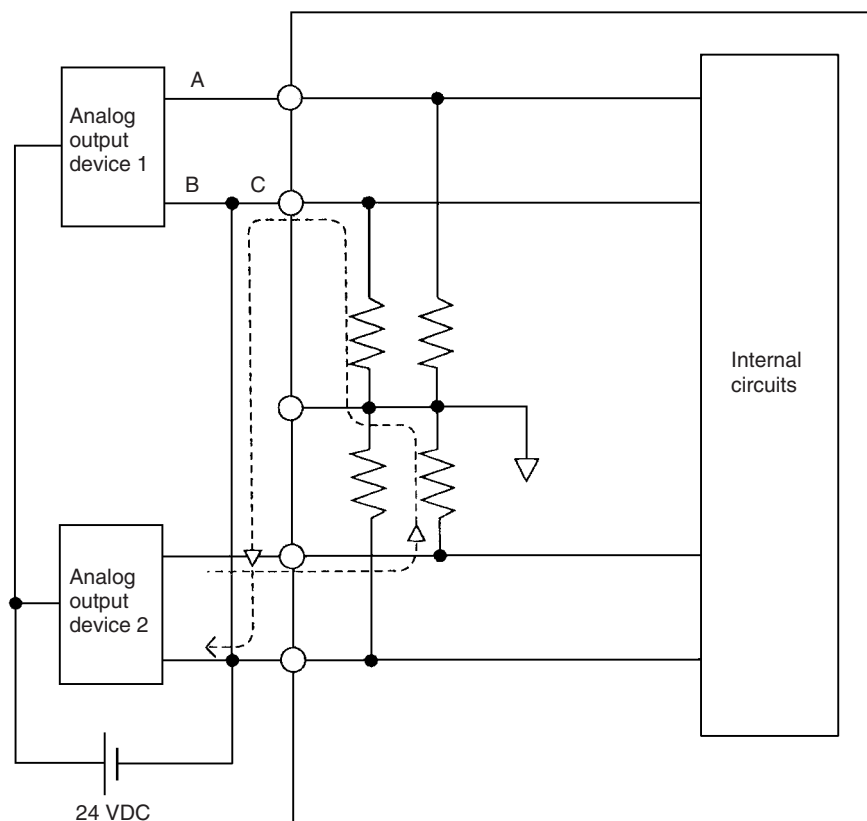 A
Analog
output
device 1
B
C
Internal
circuits
Analog
output
device 2
24 VDC